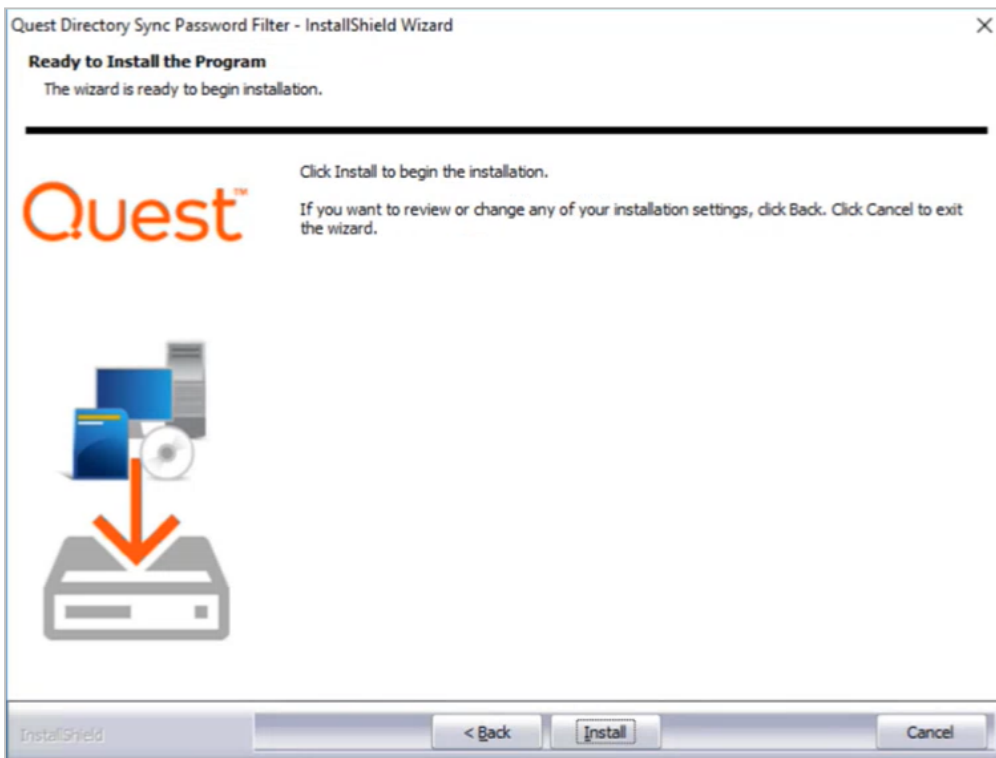 Quest Directory Sync Password Filter - InstallShield Wizard
Ready to Install the Program
The wizard is ready to begin installation.
Quest™
Click Install to begin the installation.
If you want to review or change any of your installation settings, click Back. Click Cancel to exit
the wizard.
InstallShield
< Back
Install
Cancel